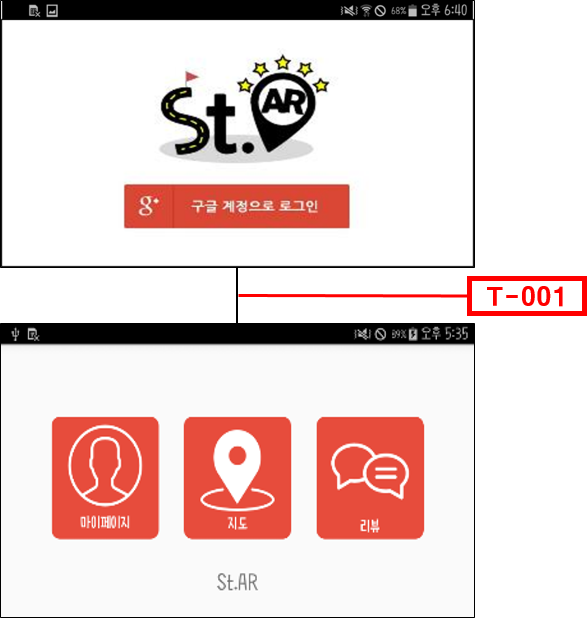 68% 오후 6:40
St.AR
g+ 구글 계정으로 로그인
T-001
89% 오후 5:35
마이페이지
지도
리뷰
St.AR